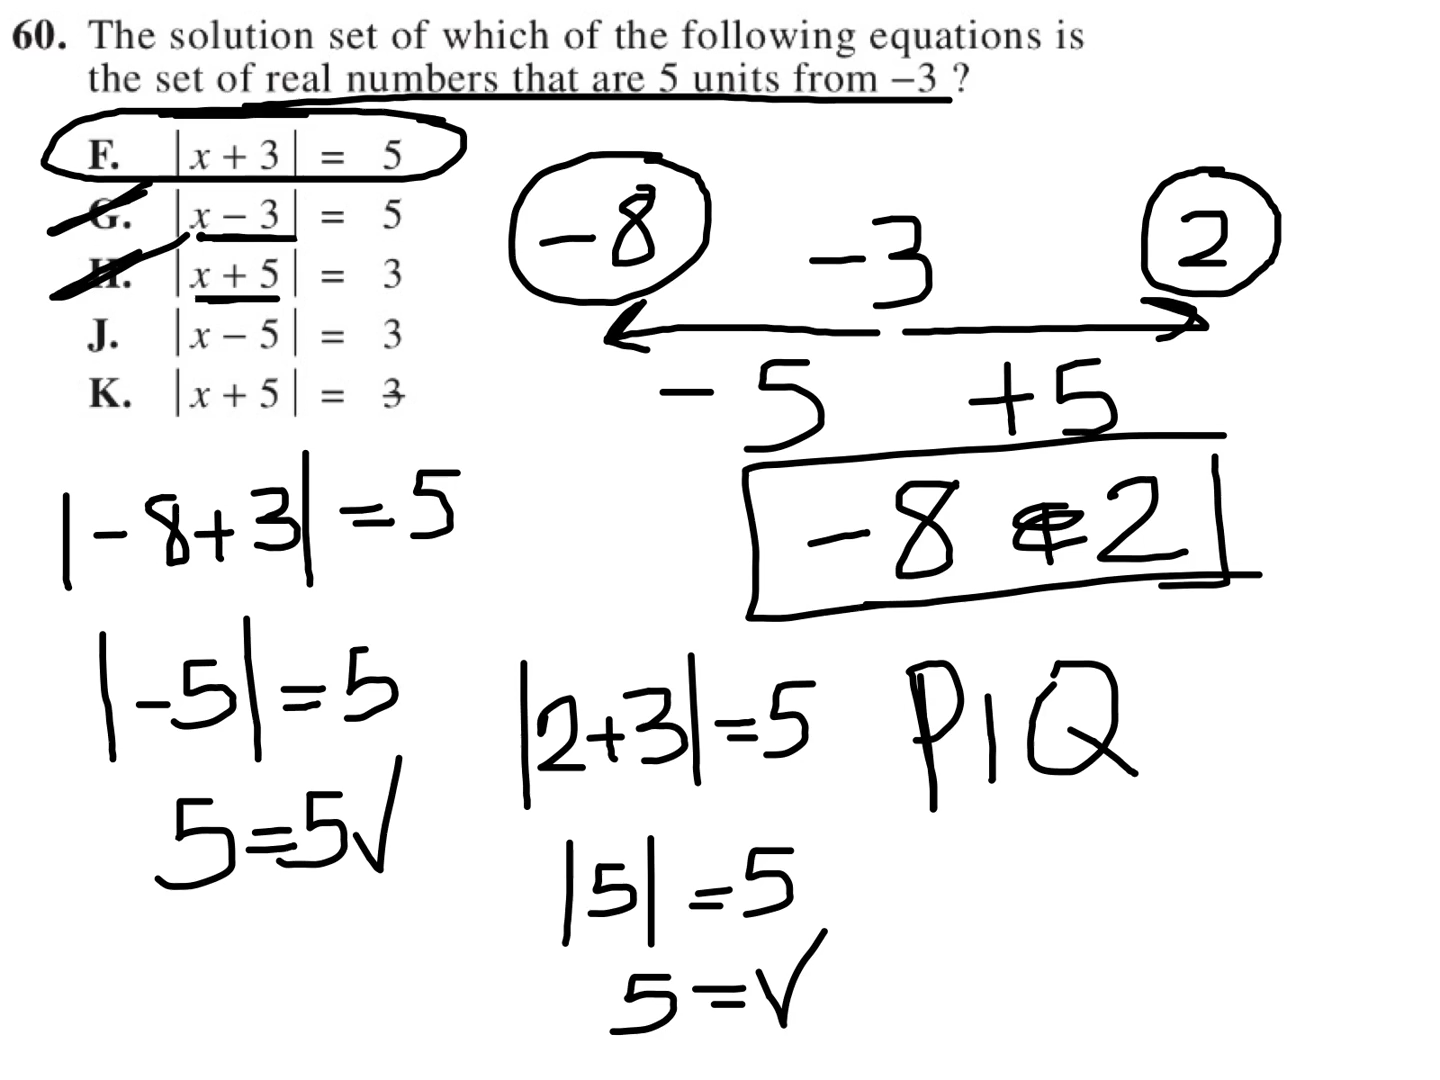 60. The solution set of which of the following equations is
the set of real numbers that are 5 units from −3 ?
F. |x + 3| = 5
G. |x − 3| = 5
H. |x + 5| = 3
J. |x − 5| = 3
K. |x + 5| = 3
-8 -3 2
-5 +5
-8 & 2
|-8+3|=5
|-5|=5
5=5✓
|2+3|=5
|5|=5
5=✓
P|Q